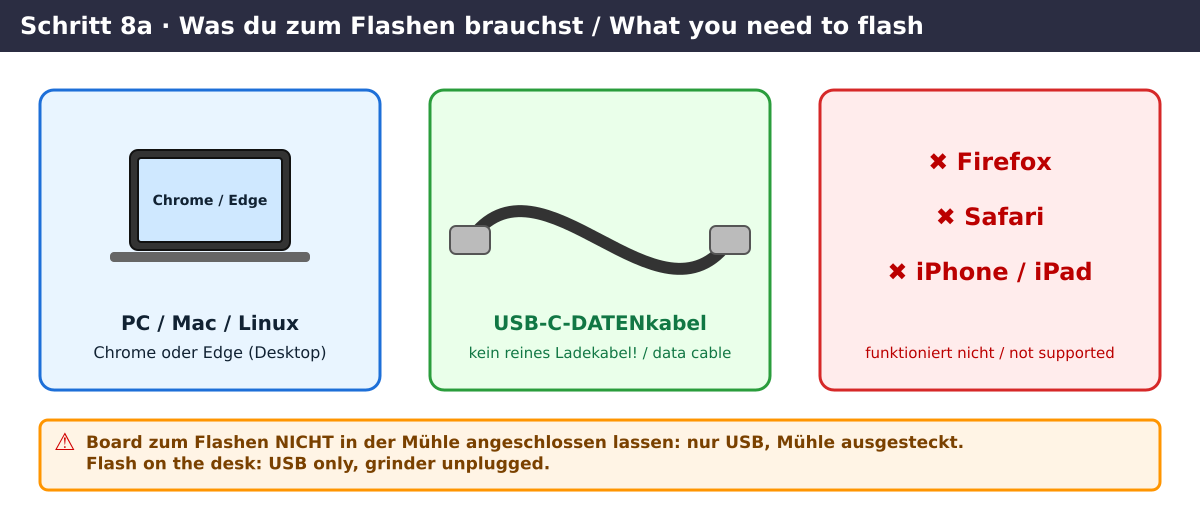 Schritt 8a · Was du zum Flashen brauchst / What you need to flash
Chrome / Edge
PC / Mac / Linux
Chrome oder Edge (Desktop)
USB-C-DATENkabel
kein reines Ladekabel! / data cable
✖ Firefox
✖ Safari
✖ iPhone / iPad
funktioniert nicht / not supported
⚠ Board zum Flashen NICHT in der Mühle angeschlossen lassen: nur USB, Mühle ausgesteckt.
Flash on the desk: USB only, grinder unplugged.